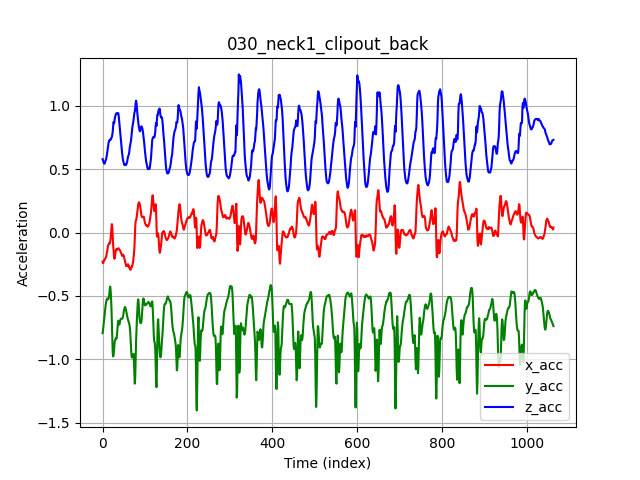 030_neck1_clipout_back
Acceleration
1.0
0.5
0.0
−0.5
−1.0
−1.5
0 200 400 600 800 1000
Time (index)
x_acc
y_acc
z_acc